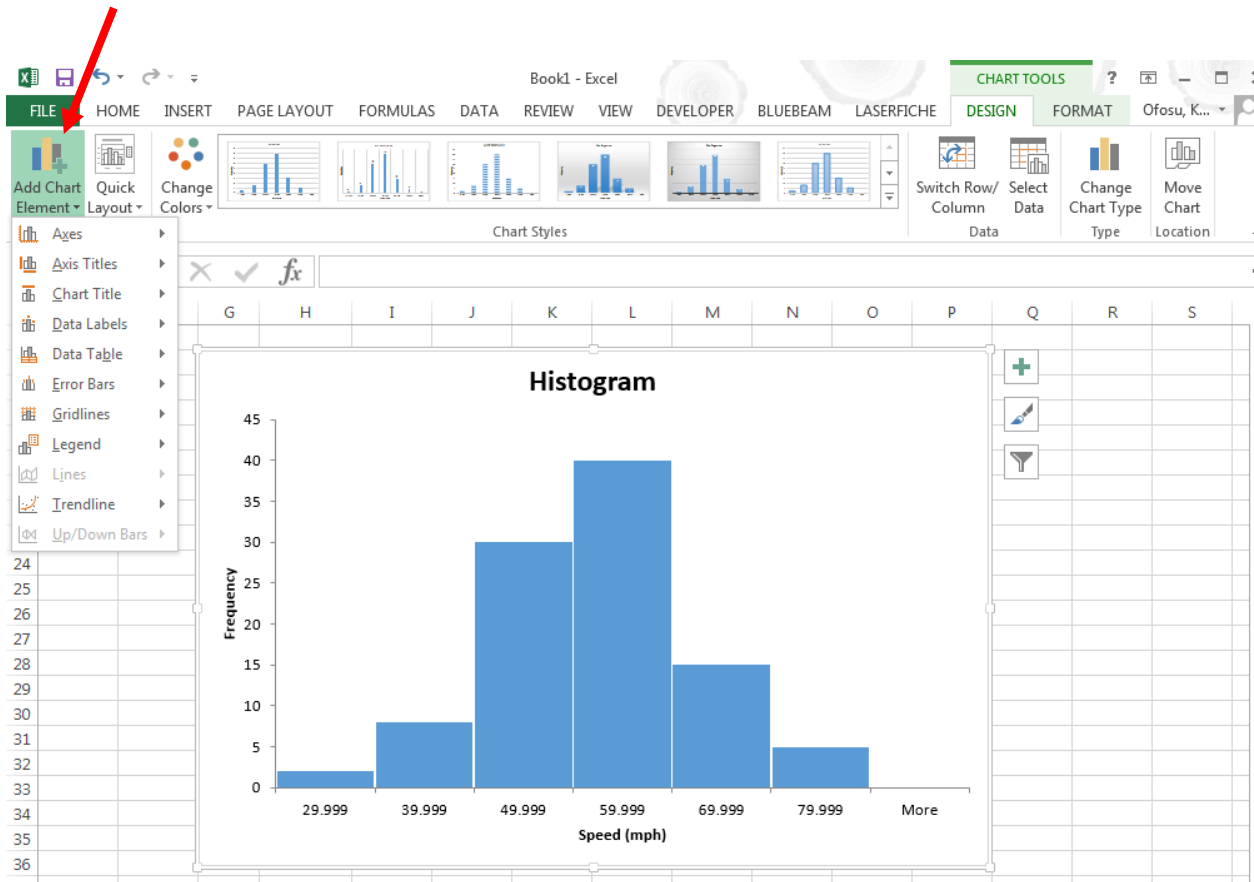 Book1 - Excel
CHART TOOLS
?
FILE HOME INSERT PAGE LAYOUT FORMULAS DATA REVIEW VIEW DEVELOPER BLUEBEAM LASERFICHE DESIGN FORMAT Ofosu, K...
Add Chart Element
Quick Layout
Change Colors
Switch Row/ Column
Select Data
Change Chart Type
Move Chart
Chart Styles
Data
Type
Location
Axes
Axis Titles
Chart Title
Data Labels
Data Table
Error Bars
Gridlines
Legend
Lines
Trendline
Up/Down Bars
fx
G H I J K L M N O P Q R S
24
25
26
27
28
29
30
31
32
33
34
35
36
Histogram
45
40
35
30
25
20
15
10
5
0
Frequency
29.999 39.999 49.999 59.999 69.999 79.999 More
Speed (mph)